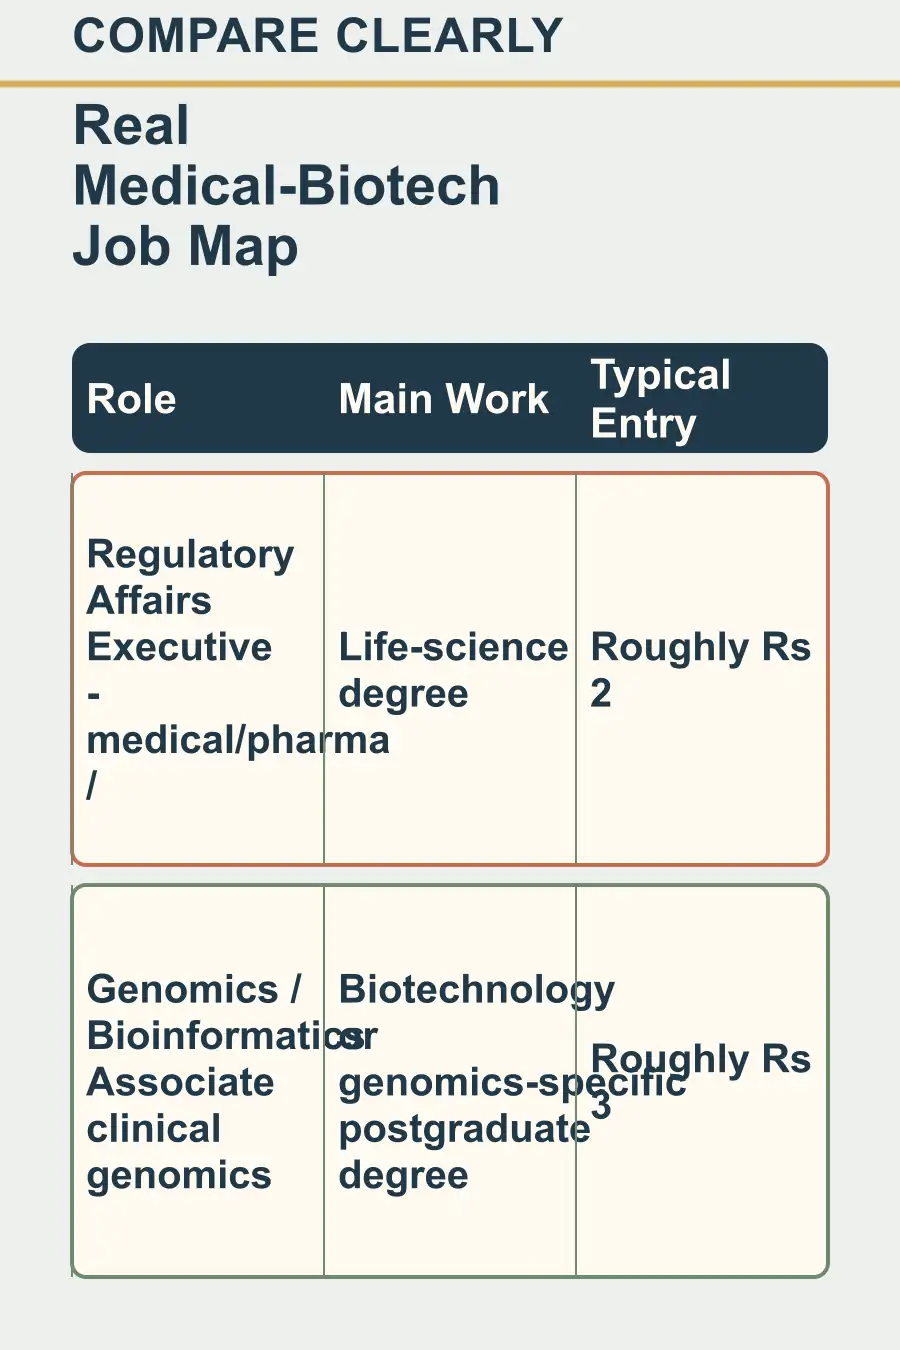 COMPARE CLEARLY
Real
Medical-Biotech
Job Map
Role
Main Work
Typical
Entry
Regulatory
Affairs
Executive
-
medical/pharma
/
Life-science
degree
Roughly Rs
2
Genomics /
Bioinformatics
Associate
clinical
genomics
Biotechnology
or
genomics-specific
postgraduate
degree
Roughly Rs
3